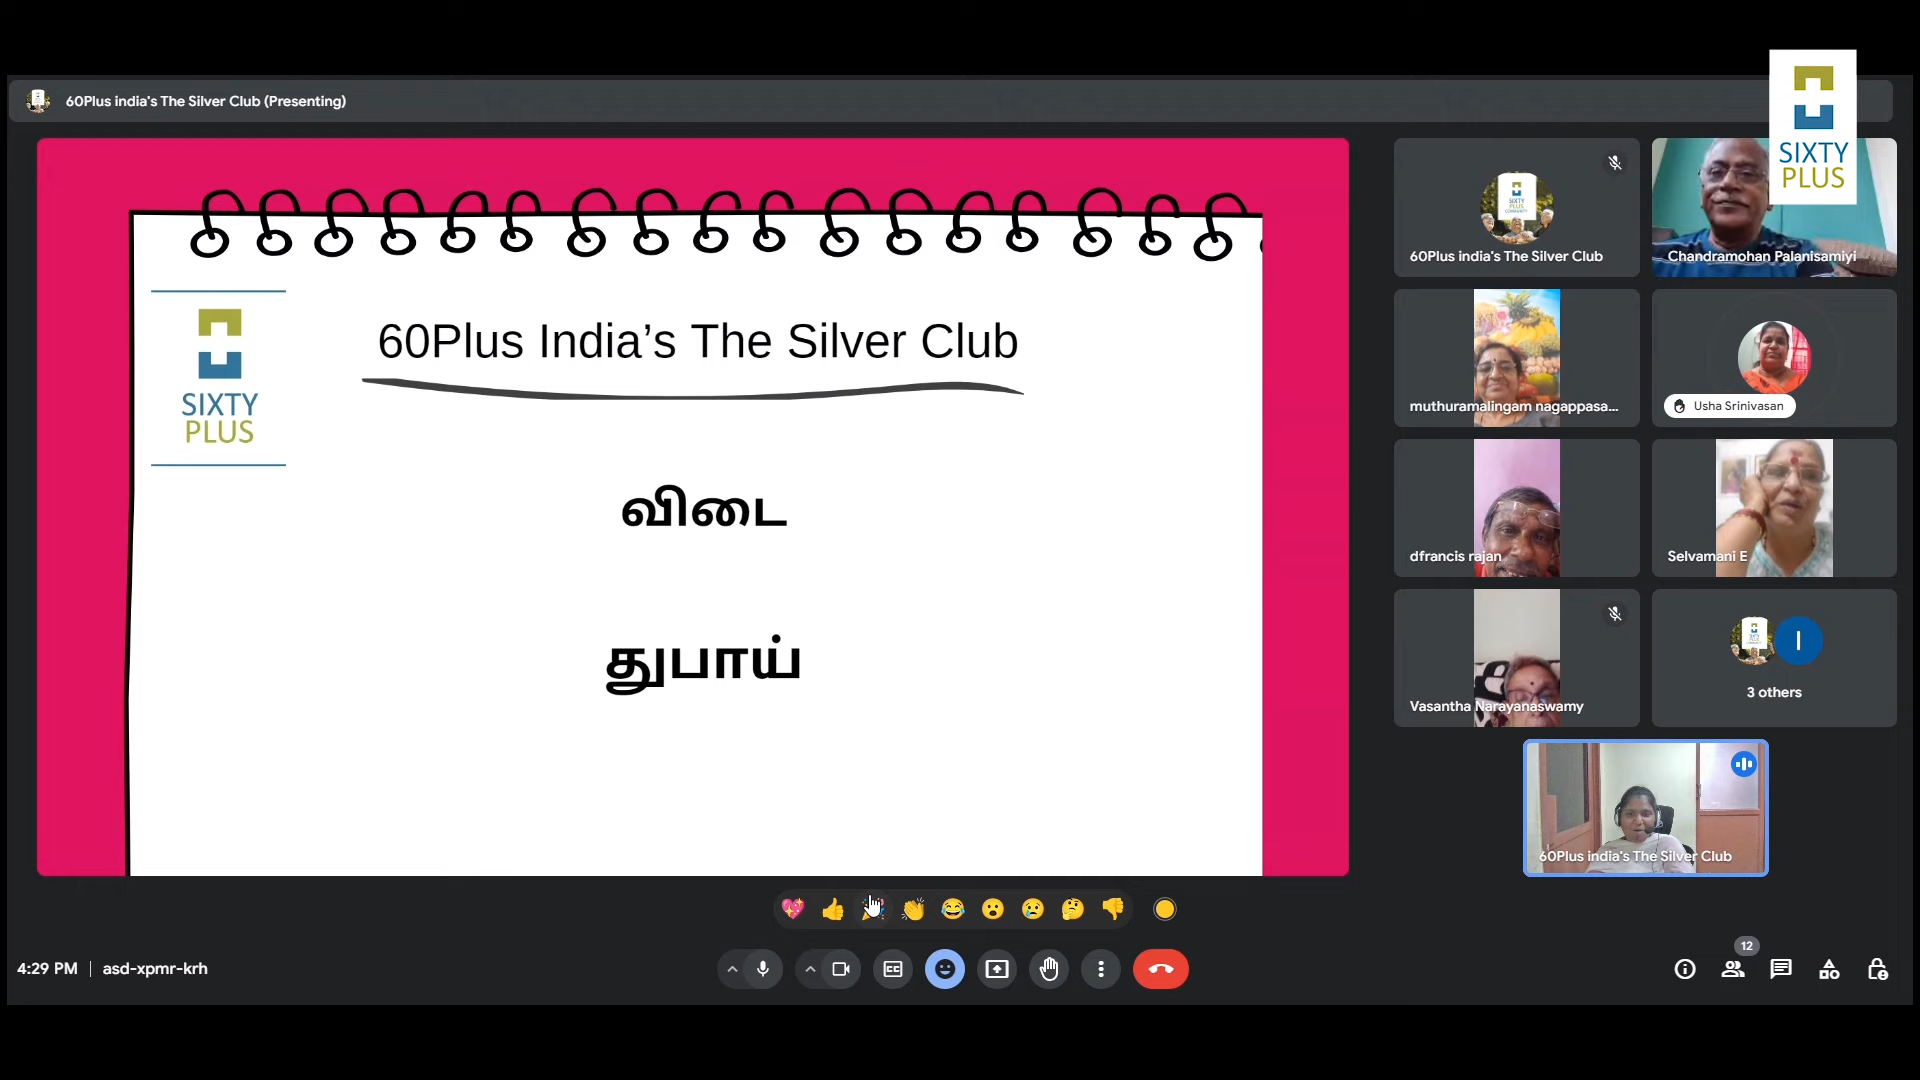 60Plus india's The Silver Club (Presenting)
SIXTY
PLUS
60Plus India's The Silver Club
SIXTY
PLUS
விடை
துபாய்
60Plus india's The Silver Club
Chandramohan Palanisamiyi
muthuramalingam nagappasa...
Usha Srinivasan
dfrancis rajan
Selvamani E
Vasantha Narayanaswamy
I
3 others
60Plus india's The Silver Club
4:29 PM | asd-xpmr-krh
12